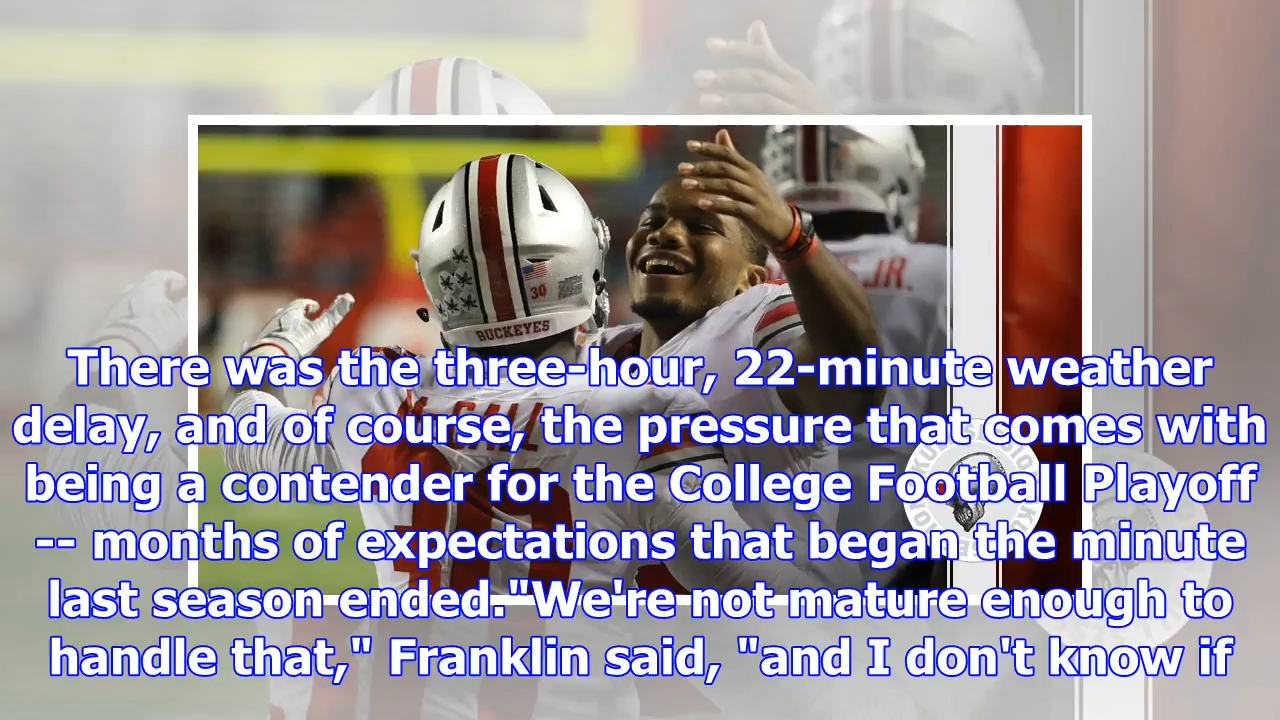 JR.
30
BUCKEYES
There was the three-hour, 22-minute weather
delay, and of course, the pressure that comes with
being a contender for the College Football Playoff
-- months of expectations that began the minute
last season ended."We're not mature enough to
handle that," Franklin said, "and I don't know if